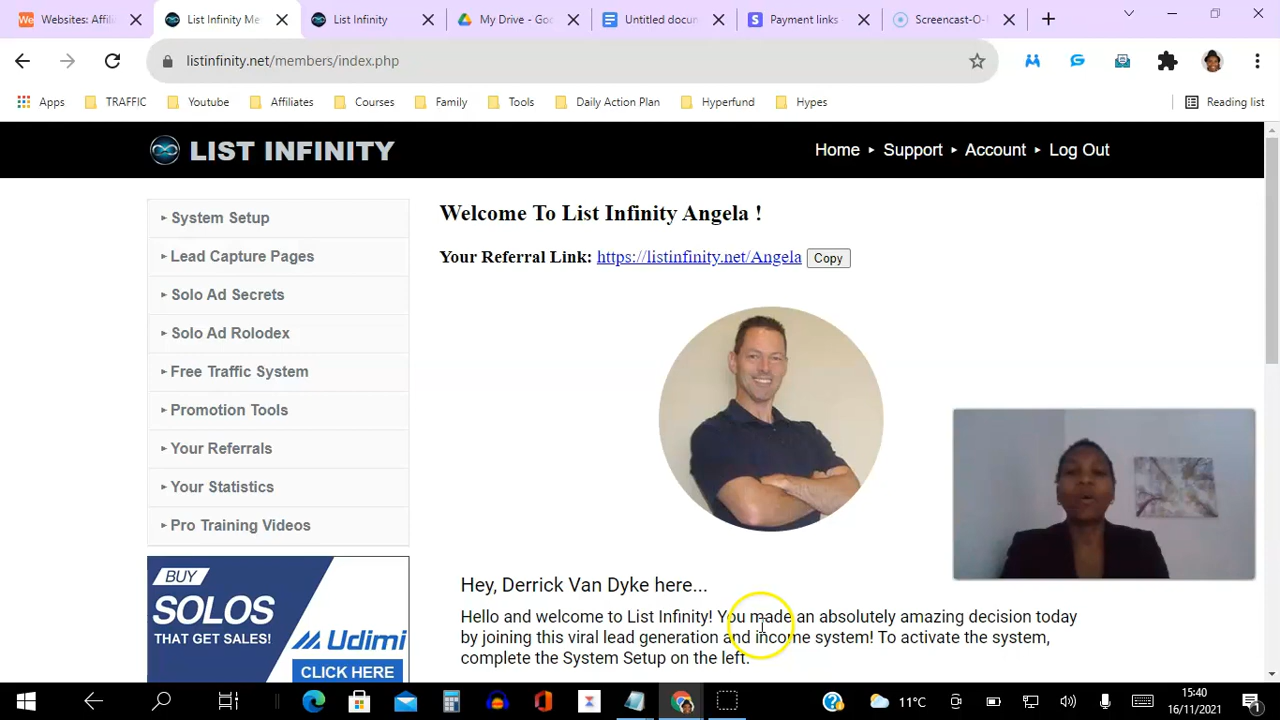 Websites: Affili
List Infinity Me
List Infinity
My Drive - Goo
Untitled docun
Payment links
Screencast-O-
listinfinity.net/members/index.php
Apps
TRAFFIC
Youtube
Affiliates
Courses
Family
Tools
Daily Action Plan
Hyperfund
Hypes
Reading list
LIST INFINITY
Home ▸ Support ▸ Account ▸ Log Out
System Setup
Lead Capture Pages
Solo Ad Secrets
Solo Ad Rolodex
Free Traffic System
Promotion Tools
Your Referrals
Your Statistics
Pro Training Videos
BUY
SOLOS
THAT GET SALES!
Udimi
CLICK HERE
Welcome To List Infinity Angela !
Your Referral Link: https://listinfinity.net/Angela Copy
Hey, Derrick Van Dyke here...
Hello and welcome to List Infinity! You made an absolutely amazing decision today
by joining this viral lead generation and income system! To activate the system,
complete the System Setup on the left.
11°C
15:40
16/11/2021
1